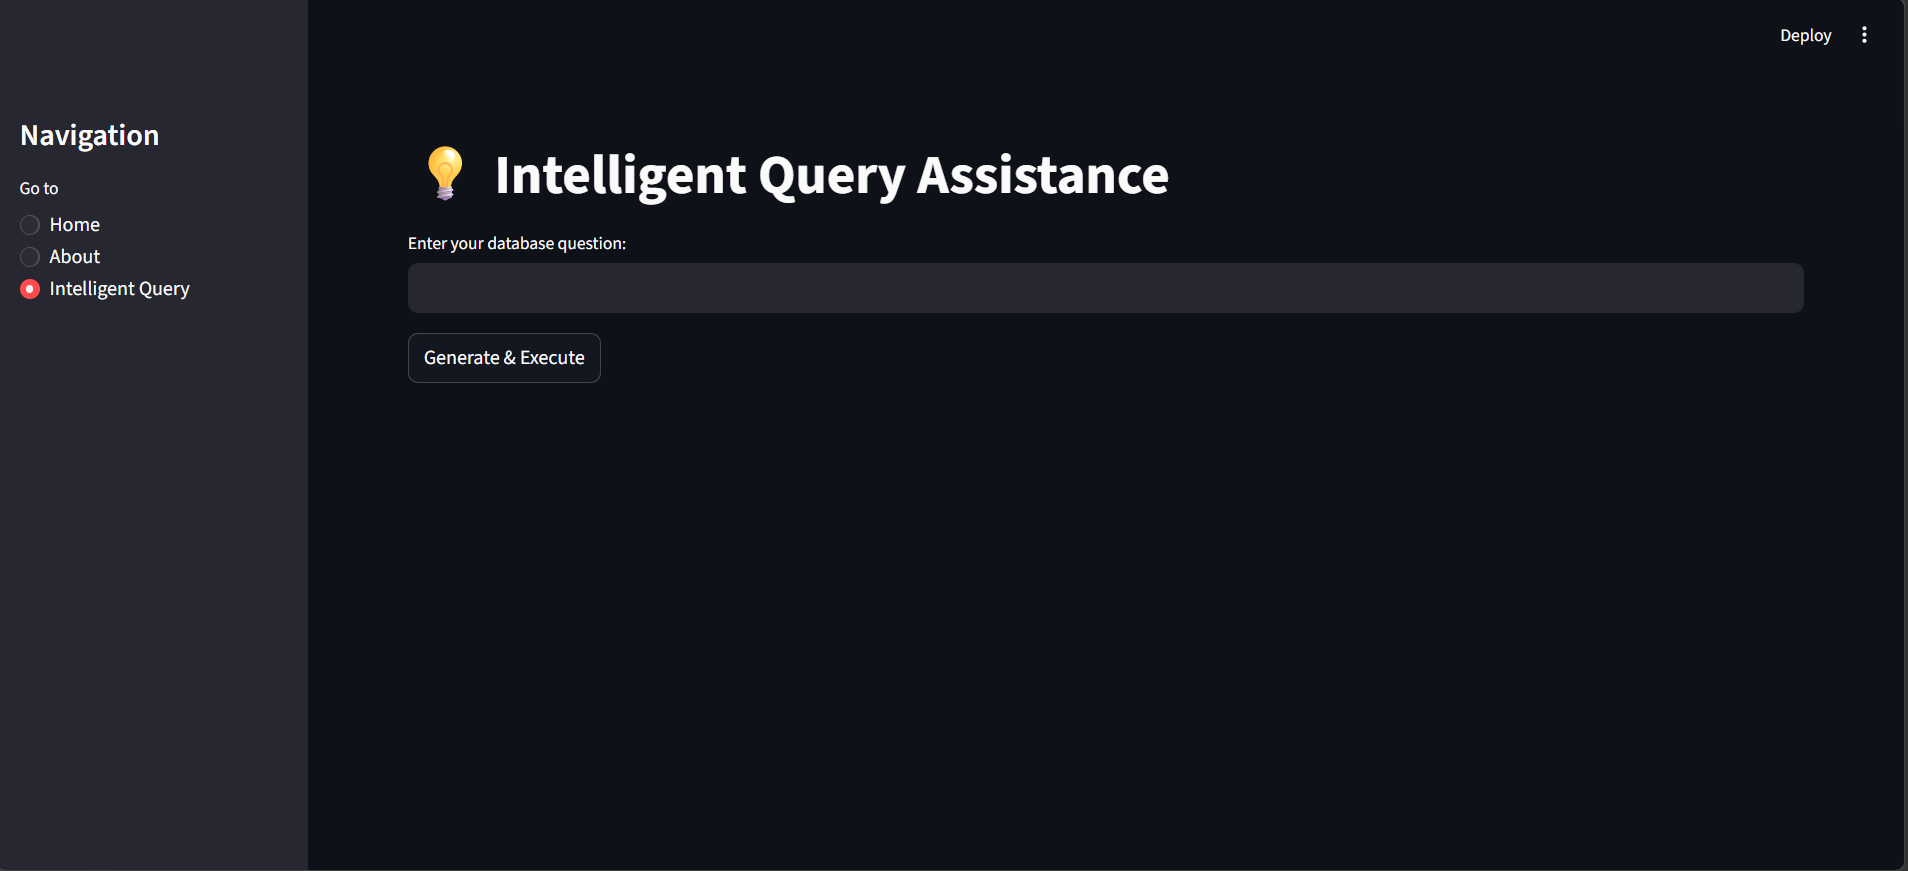 Deploy
Navigation
Go to
Home
About
Intelligent Query
💡 Intelligent Query Assistance
Enter your database question:
Generate & Execute